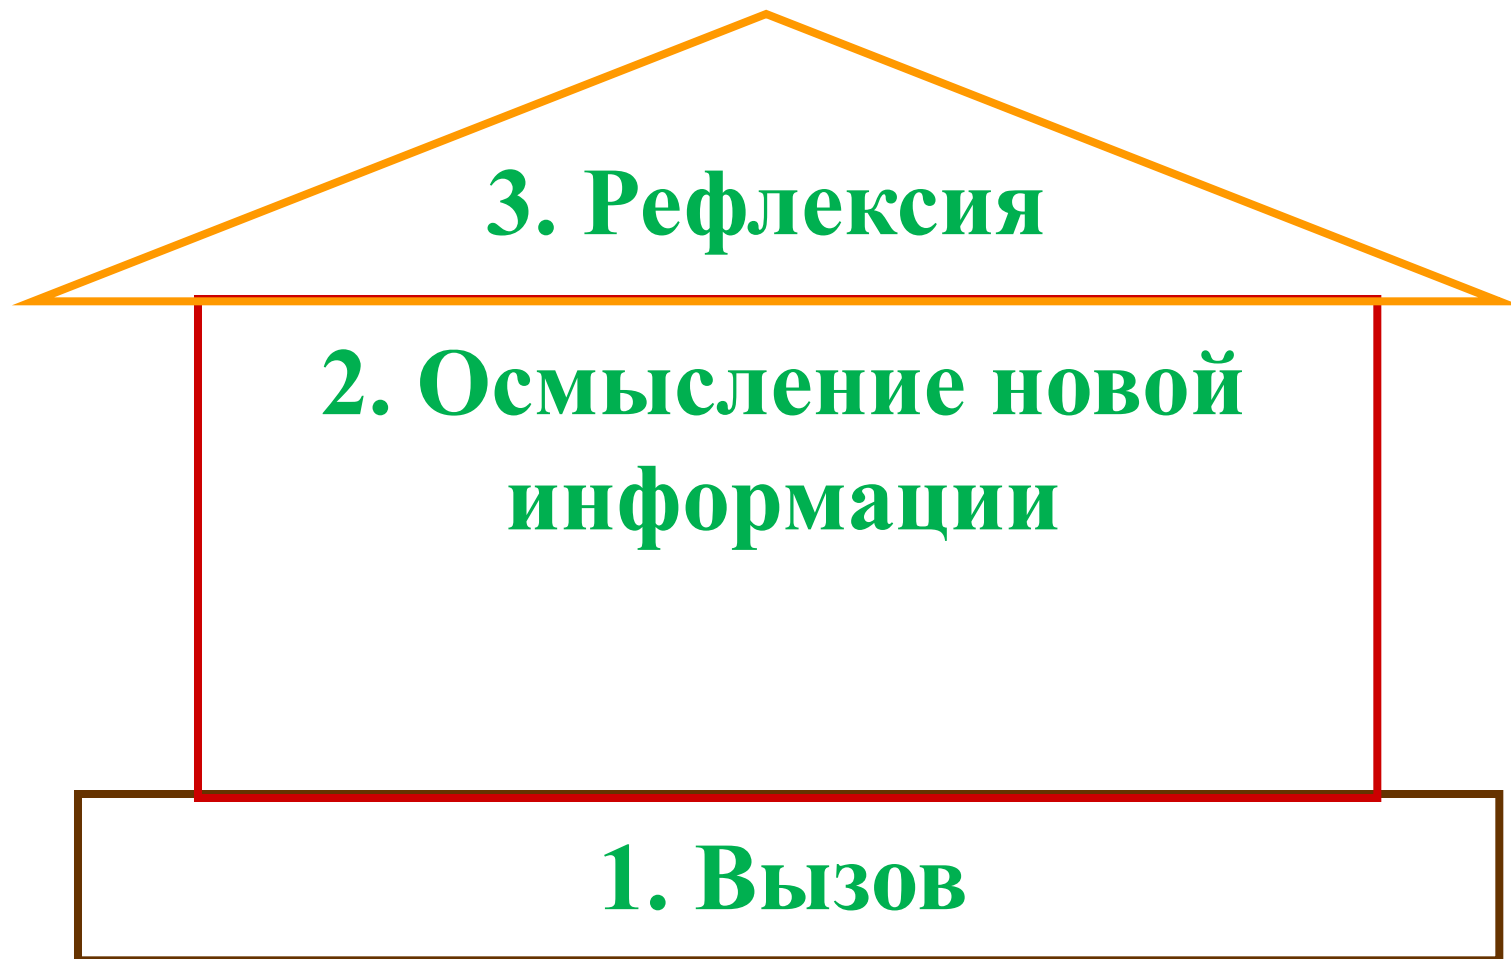 3. Рефлексия
2. Осмысление новой
информации
1. Вызов